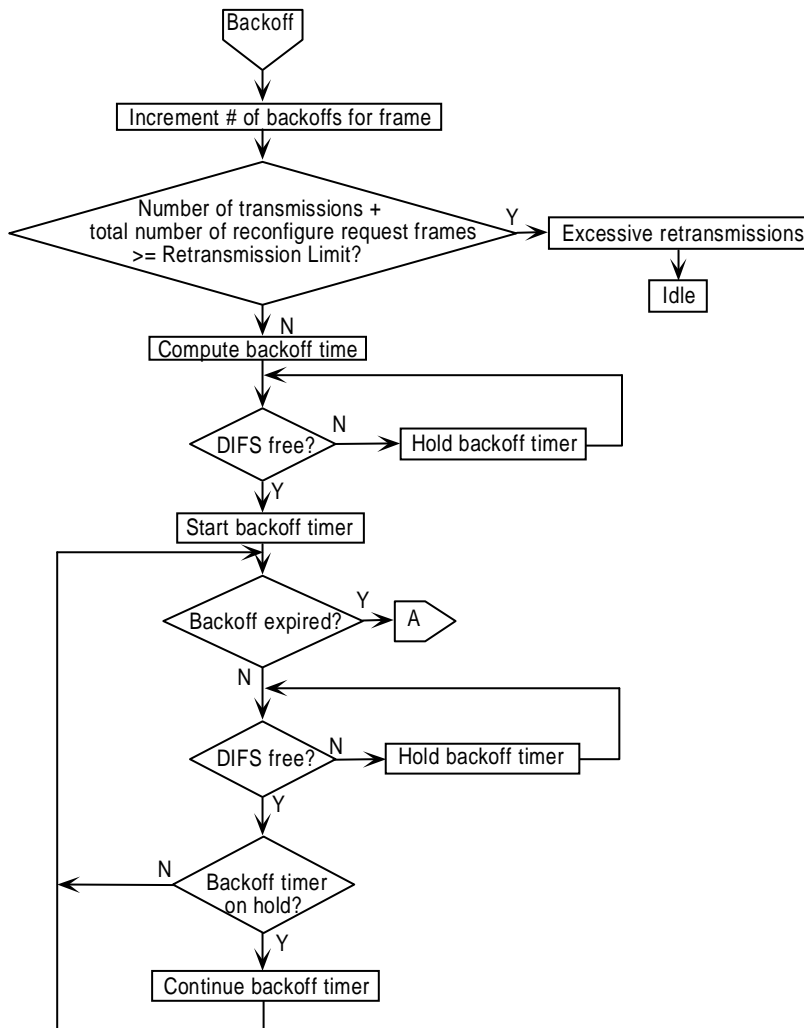 Backoff
Increment # of backoffs for frame
Number of transmissions +
total number of reconfigure request frames
>= Retransmission Limit?
Y
Excessive retransmissions
Idle
N
Compute backoff time
DIFS free?
N
Hold backoff timer
Y
Start backoff timer
Backoff expired?
Y
A
N
DIFS free?
N
Hold backoff timer
Y
N
Backoff timer
on hold?
Y
Continue backoff timer